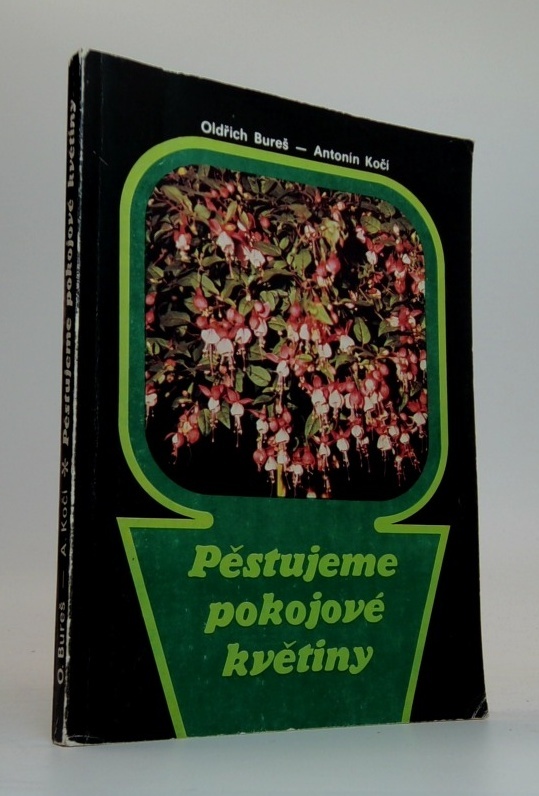 Oldřich Bureš — Antonín Kočí
Pěstujeme
pokojové
květiny
O. Bureš — A. Kočí * Pěstujeme pokojové květiny